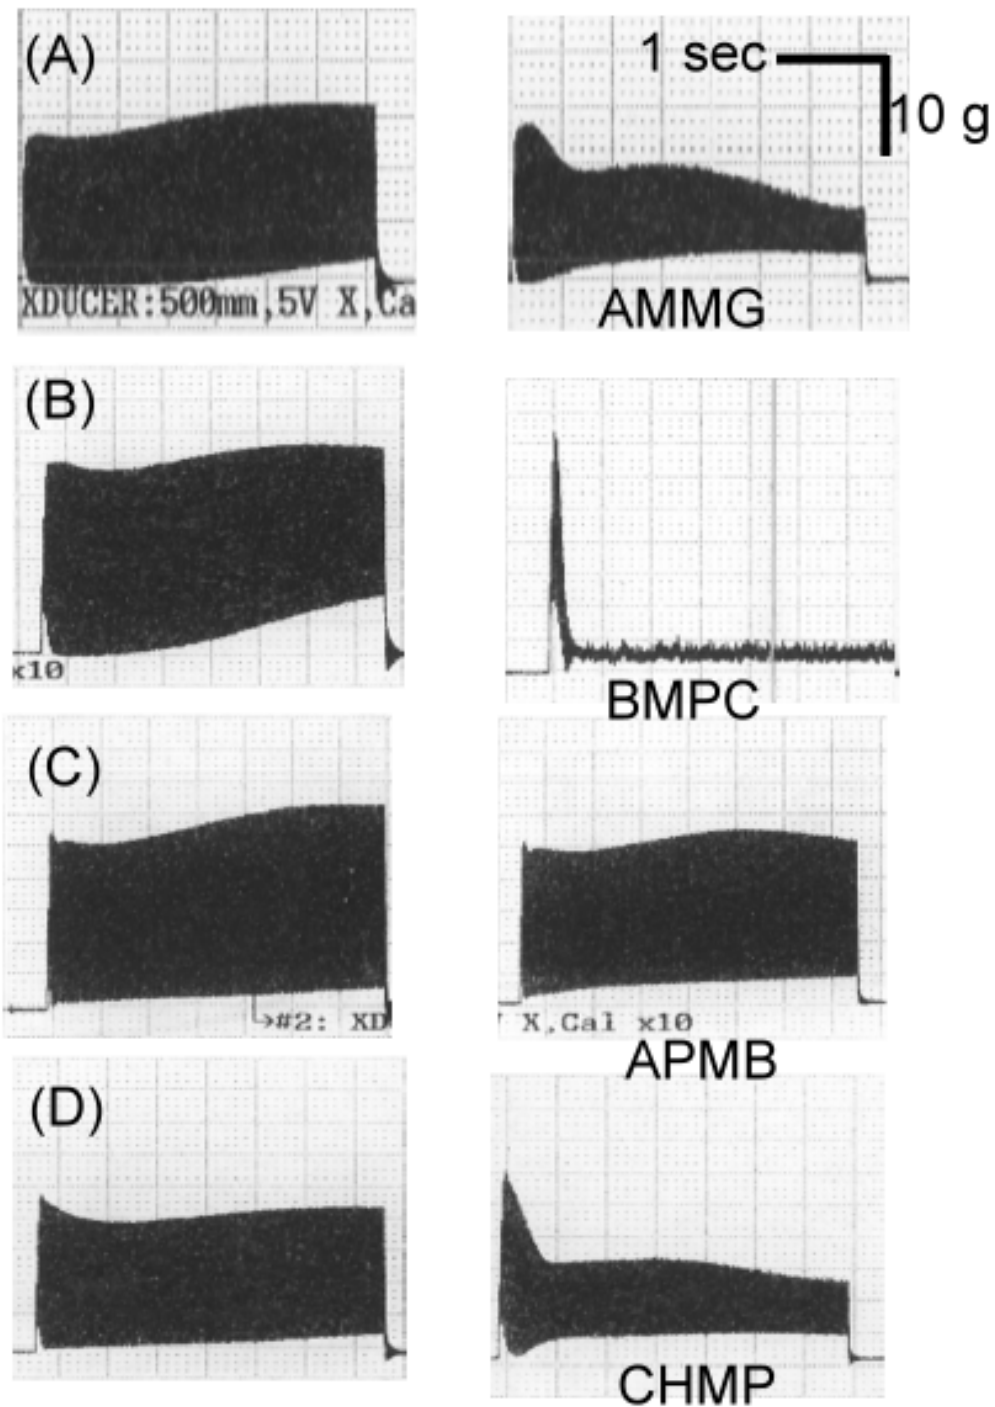 (A)
1 sec
10 g
XDUCER:500mm,5V X,Ca
AMMG
(B)
x10
BMPC
(C)
→#2: XD
X,Cal x10
APMB
(D)
CHMP